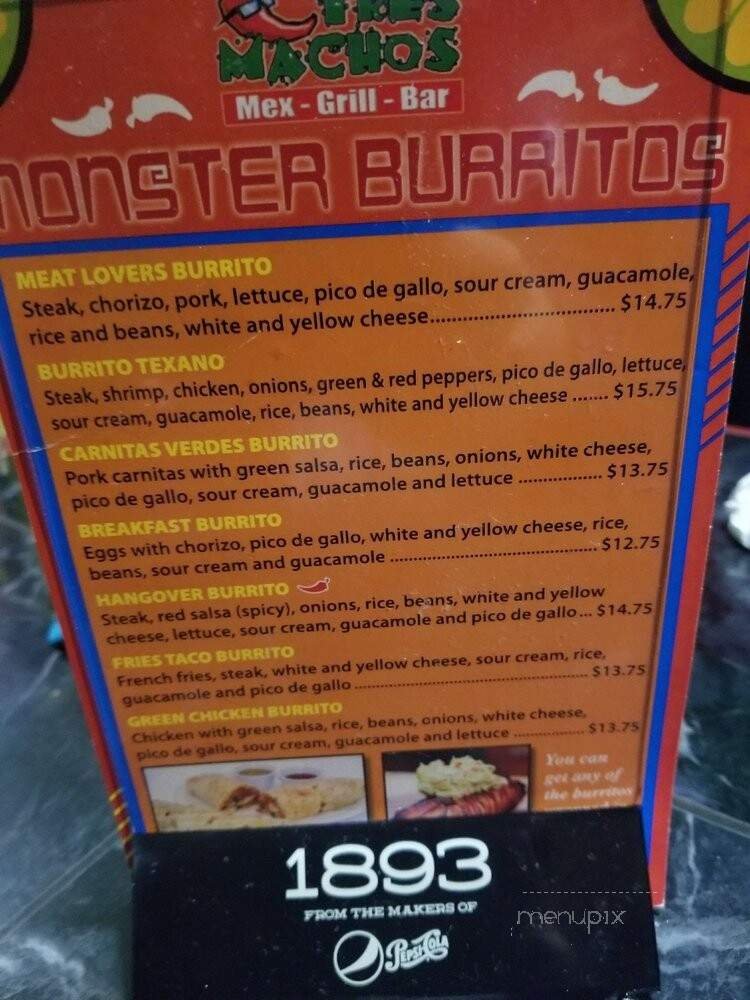 TRES
MACHOS
Mex - Grill - Bar
MONSTER BURRITOS
MEAT LOVERS BURRITO
Steak, chorizo, pork, lettuce, pico de gallo, sour cream, guacamole,
rice and beans, white and yellow cheese................................ $14.75
BURRITO TEXANO
Steak, shrimp, chicken, onions, green & red peppers, pico de gallo, lettuce,
sour cream, guacamole, rice, beans, white and yellow cheese ....... $15.75
CARNITAS VERDES BURRITO
Pork carnitas with green salsa, rice, beans, onions, white cheese,
pico de gallo, sour cream, guacamole and lettuce ................. $13.75
BREAKFAST BURRITO
Eggs with chorizo, pico de gallo, white and yellow cheese, rice,
beans, sour cream and guacamole ............................................. $12.75
HANGOVER BURRITO
Steak, red salsa (spicy), onions, rice, beans, white and yellow
cheese, lettuce, sour cream, guacamole and pico de gallo... $14.75
FRIES TACO BURRITO
French fries, steak, white and yellow cheese, sour cream, rice,
guacamole and pico de gallo .................................................... $13.75
GREEN CHICKEN BURRITO
Chicken with green salsa, rice, beans, onions, white cheese,
pico de gallo, sour cream, guacamole and lettuce ................ $13.75
You can
get any of
the burritos
1893
FROM THE MAKERS OF
PEPSI-COLA
menupix